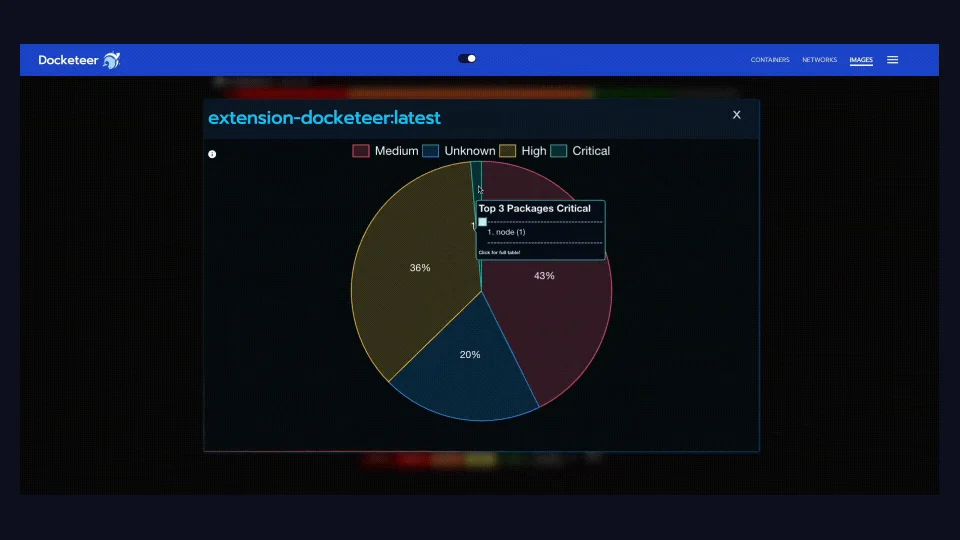 Docketeer
CONTAINERS NETWORKS IMAGES
extension-docketeer:latest
X
Medium Unknown High Critical
Top 3 Packages Critical
1. node (1)
Click for full table!
36%
43%
20%